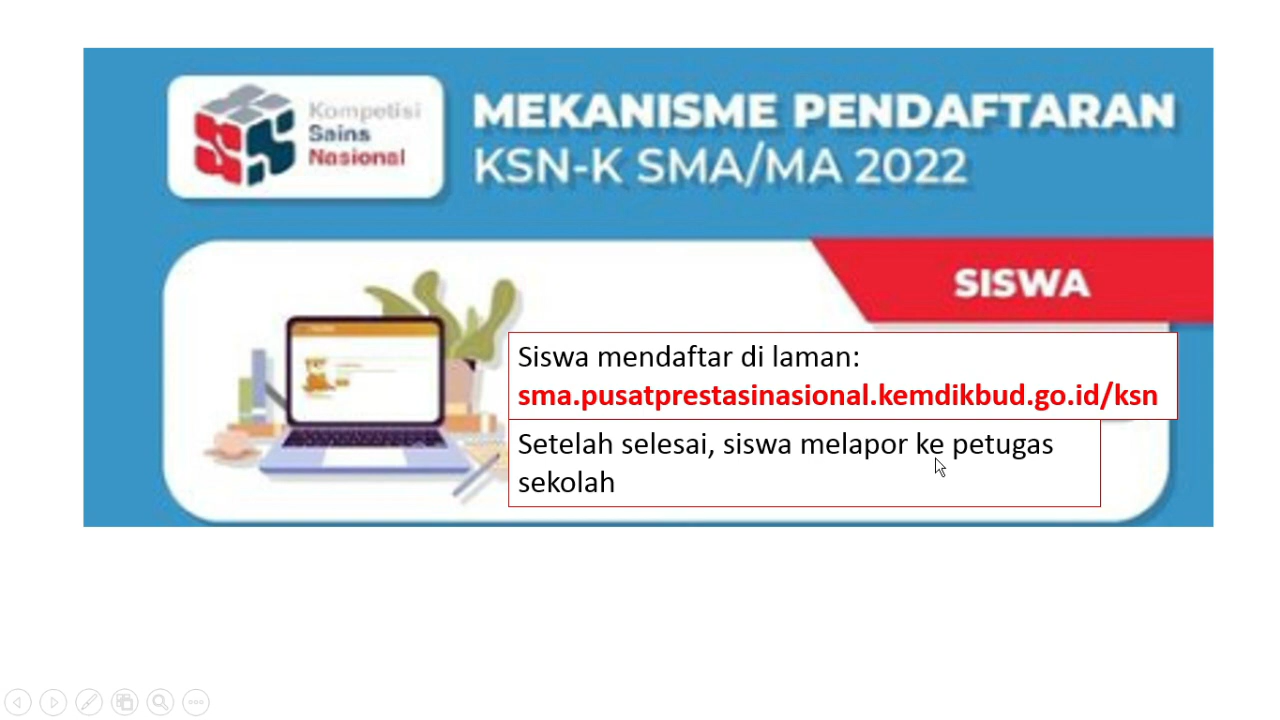 Kompetisi
Sains
Nasional
MEKANISME PENDAFTARAN
KSN-K SMA/MA 2022
SISWA
Siswa mendaftar di laman:
sma.pusatprestasinasional.kemdikbud.go.id/ksn
Setelah selesai, siswa melapor ke petugas
sekolah